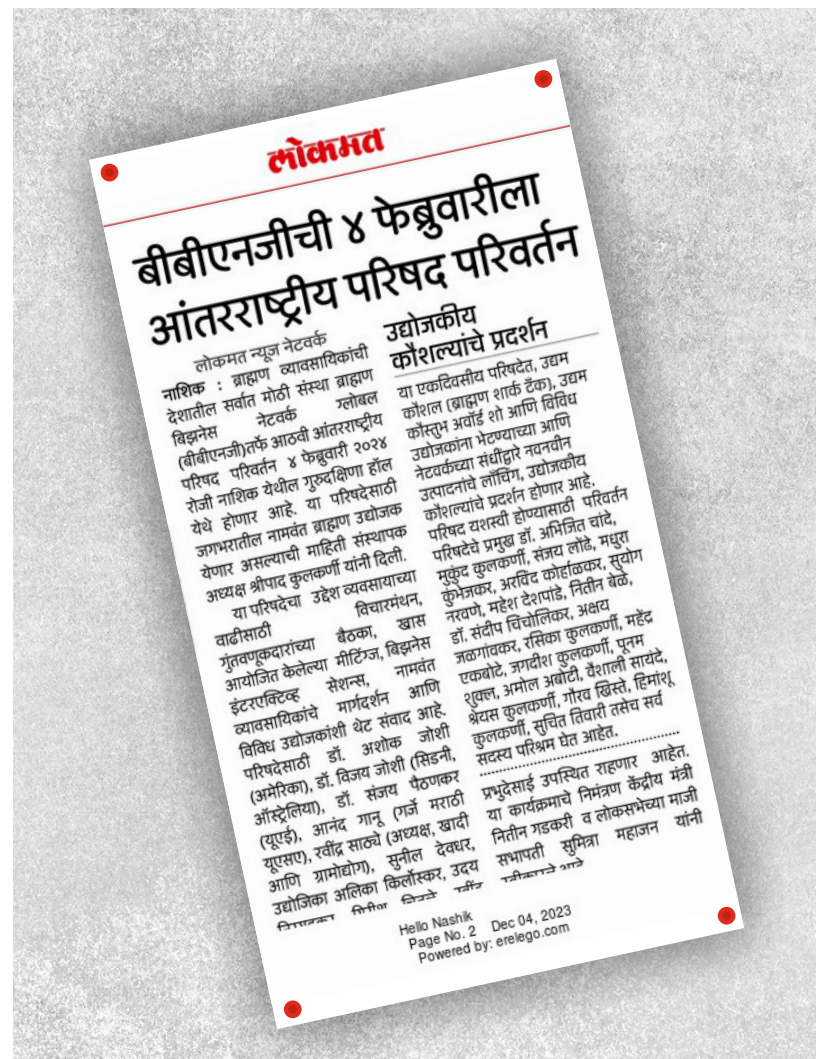 लोकमत
बीबीएनजीची ४ फेब्रुवारीला
आंतरराष्ट्रीय परिषद परिवर्तन
लोकमत न्यूज नेटवर्क
नाशिक : ब्राह्मण व्यावसायिकांची
देशातील सर्वात मोठी संस्था ब्राह्मण
बिझनेस नेटवर्क ग्लोबल
(बीबीएनजी)तर्फे आठवी आंतरराष्ट्रीय
परिषद परिवर्तन ४ फेब्रुवारी २०२४
रोजी नाशिक येथील गुरुदक्षिणा हॉल
येथे होणार आहे. या परिषदेसाठी
जगभरातील नामवंत ब्राह्मण उद्योजक
येणार असल्याची माहिती संस्थापक
अध्यक्ष श्रीपाद कुलकर्णी यांनी दिली.
या परिषदेचा उद्देश व्यवसायाच्या
वाढीसाठी विचारमंथन,
गुंतवणूकदारांच्या बैठका, खास
आयोजित केलेल्या मीटिंग्ज, बिझनेस
इंटरएक्टिव्ह सेशन्स, नामवंत
व्यावसायिकांचे मार्गदर्शन आणि
विविध उद्योजकांशी थेट संवाद आहे.
परिषदेसाठी डॉ. अशोक जोशी
(अमेरिका), डॉ. विजय जोशी (सिडनी,
ऑस्ट्रेलिया), डॉ. संजय पैठणकर
(यूएई), आनंद गानू (गर्जे मराठी
यूएसए), रवींद्र साठ्ये (अध्यक्ष, खादी
आणि ग्रामोद्योग), सुनील देवधर,
उद्योजिका अलिका किर्लोस्कर, उदय
उद्योजकीय
कौशल्यांचे प्रदर्शन
या एकदिवसीय परिषदेत, उद्यम
कौशल (ब्राह्मण शार्क टँक), उद्यम
कौस्तुभ अवॉर्ड शो आणि विविध
उद्योजकांना भेटण्याच्या आणि
नेटवर्कच्या संधींद्वारे नवनवीन
उत्पादनांचे लाँचिंग, उद्योजकीय
कौशल्यांचे प्रदर्शन होणार आहे.
परिषद यशस्वी होण्यासाठी परिवर्तन
परिषदेचे प्रमुख डॉ. अभिजित चांदे,
मुकुंद कुलकर्णी, संजय लोंढे, मधुरा
कुंभेजकर, अरविंद कोर्हाळकर, सुयोग
नरवणे, महेश देशपांडे, नितीन बेळे,
डॉ. संदीप चिंचोलिकर, अक्षय
जळगांवकर, रसिका कुलकर्णी, महेंद्र
एकबोटे, जगदीश कुलकर्णी, पूनम
शुक्ल, अमोल अबोटी, वैशाली सायंदे,
श्रेयस कुलकर्णी, गौरव खिस्ते, हिमांशू
कुलकर्णी, सुचित तिवारी तसेच सर्व
सदस्य परिश्रम घेत आहेत.
प्रभुदेसाई उपस्थित राहणार आहेत.
या कार्यक्रमाचे निमंत्रण केंद्रीय मंत्री
नितीन गडकरी व लोकसभेच्या माजी
सभापती सुमित्रा महाजन यांनी
Hello Nashik
Page No. 2 Dec 04, 2023
Powered by: erelego.com